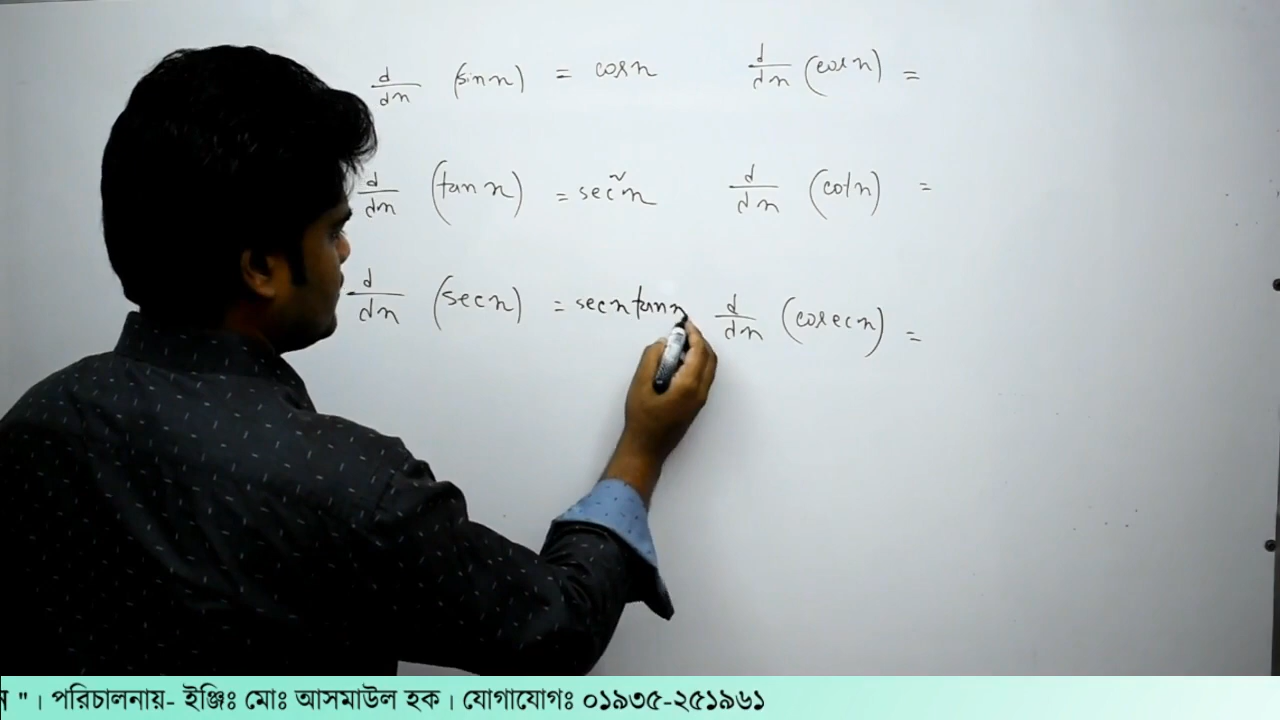 d/dx (sin x) = cos x d/dx (cos x) =
d/dx (tan x) = sec²x d/dx (cot x) =
d/dx (sec x) = sec x tan x d/dx (cosec x) =
ন "। পরিচালনায়- ইঞ্জিঃ মোঃ আসমাউল হক। যোগাযোগঃ ০১৯৩৫-২৫১৯৬১